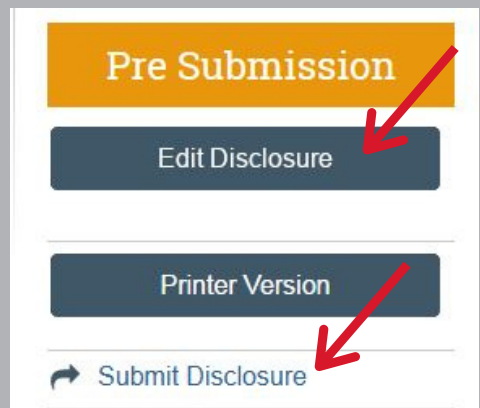 Pre Submission
Edit Disclosure
Printer Version
Submit Disclosure